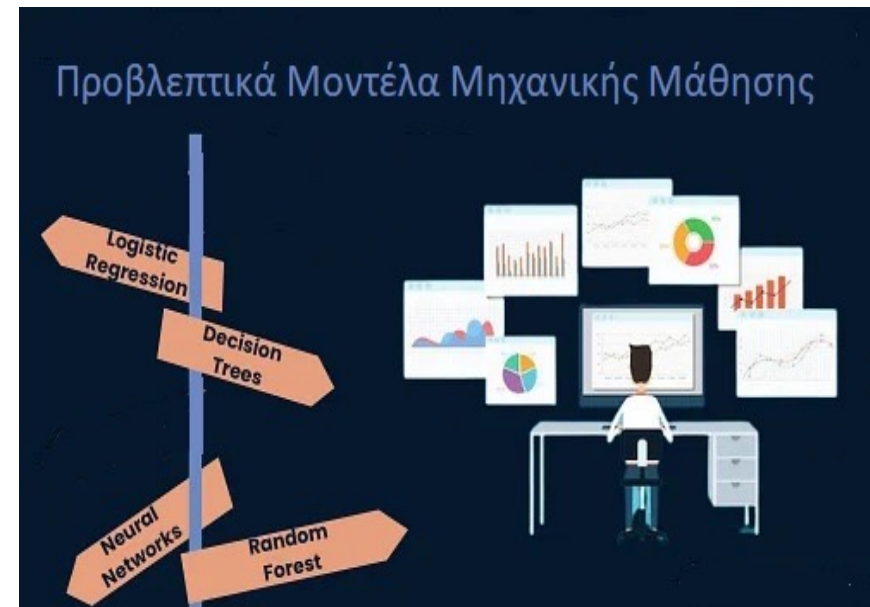 Προβλεπτικά Μοντέλα Μηχανικής Μάθησης
Logistic
Regression
Decision
Trees
Neural
Networks
Random
Forest